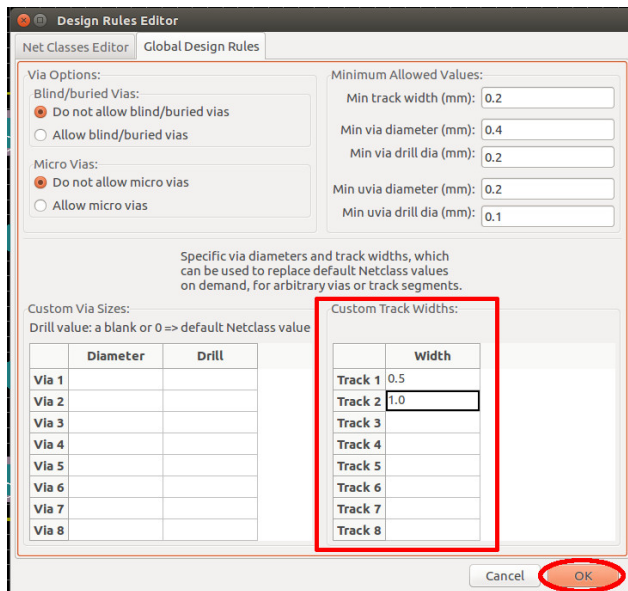 Design Rules Editor
Net Classes Editor Global Design Rules
Via Options:
Blind/buried Vias:
Do not allow blind/buried vias
Allow blind/buried vias
Micro Vias:
Do not allow micro vias
Allow micro vias
Minimum Allowed Values:
Min track width (mm): 0.2
Min via diameter (mm): 0.4
Min via drill dia (mm): 0.2
Min uvia diameter (mm): 0.2
Min uvia drill dia (mm): 0.1
Specific via diameters and track widths, which
can be used to replace default Netclass values
on demand, for arbitrary vias or track segments.
Custom Via Sizes:
Drill value: a blank or 0 => default Netclass value
Diameter Drill
Via 1
Via 2
Via 3
Via 4
Via 5
Via 6
Via 7
Via 8
Custom Track Widths:
Width
Track 1 0.5
Track 2 1.0
Track 3
Track 4
Track 5
Track 6
Track 7
Track 8
Cancel OK